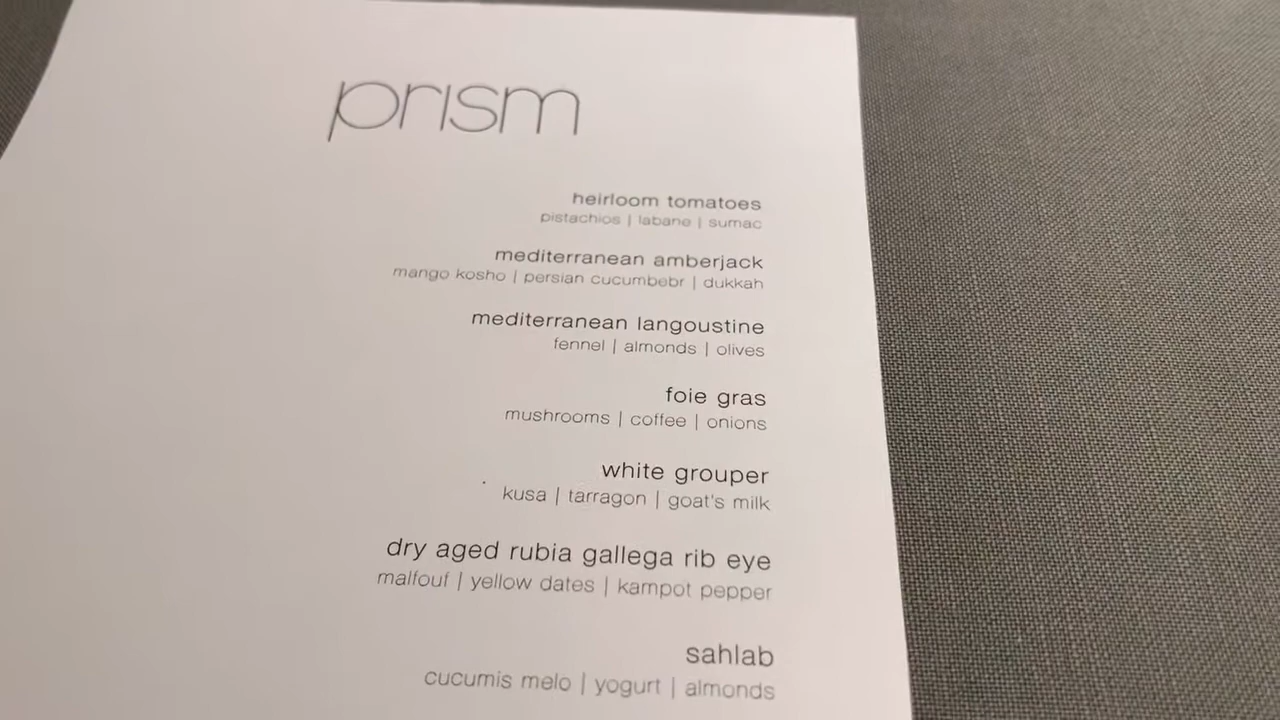 prism
heirloom tomatoes
pistachios | labane | sumac
mediterranean amberjack
mango kosho | persian cucumbebr | dukkah
mediterranean langoustine
fennel | almonds | olives
foie gras
mushrooms | coffee | onions
white grouper
kusa | tarragon | goat's milk
dry aged rubia gallega rib eye
malfouf | yellow dates | kampot pepper
sahlab
cucumis melo | yogurt | almonds